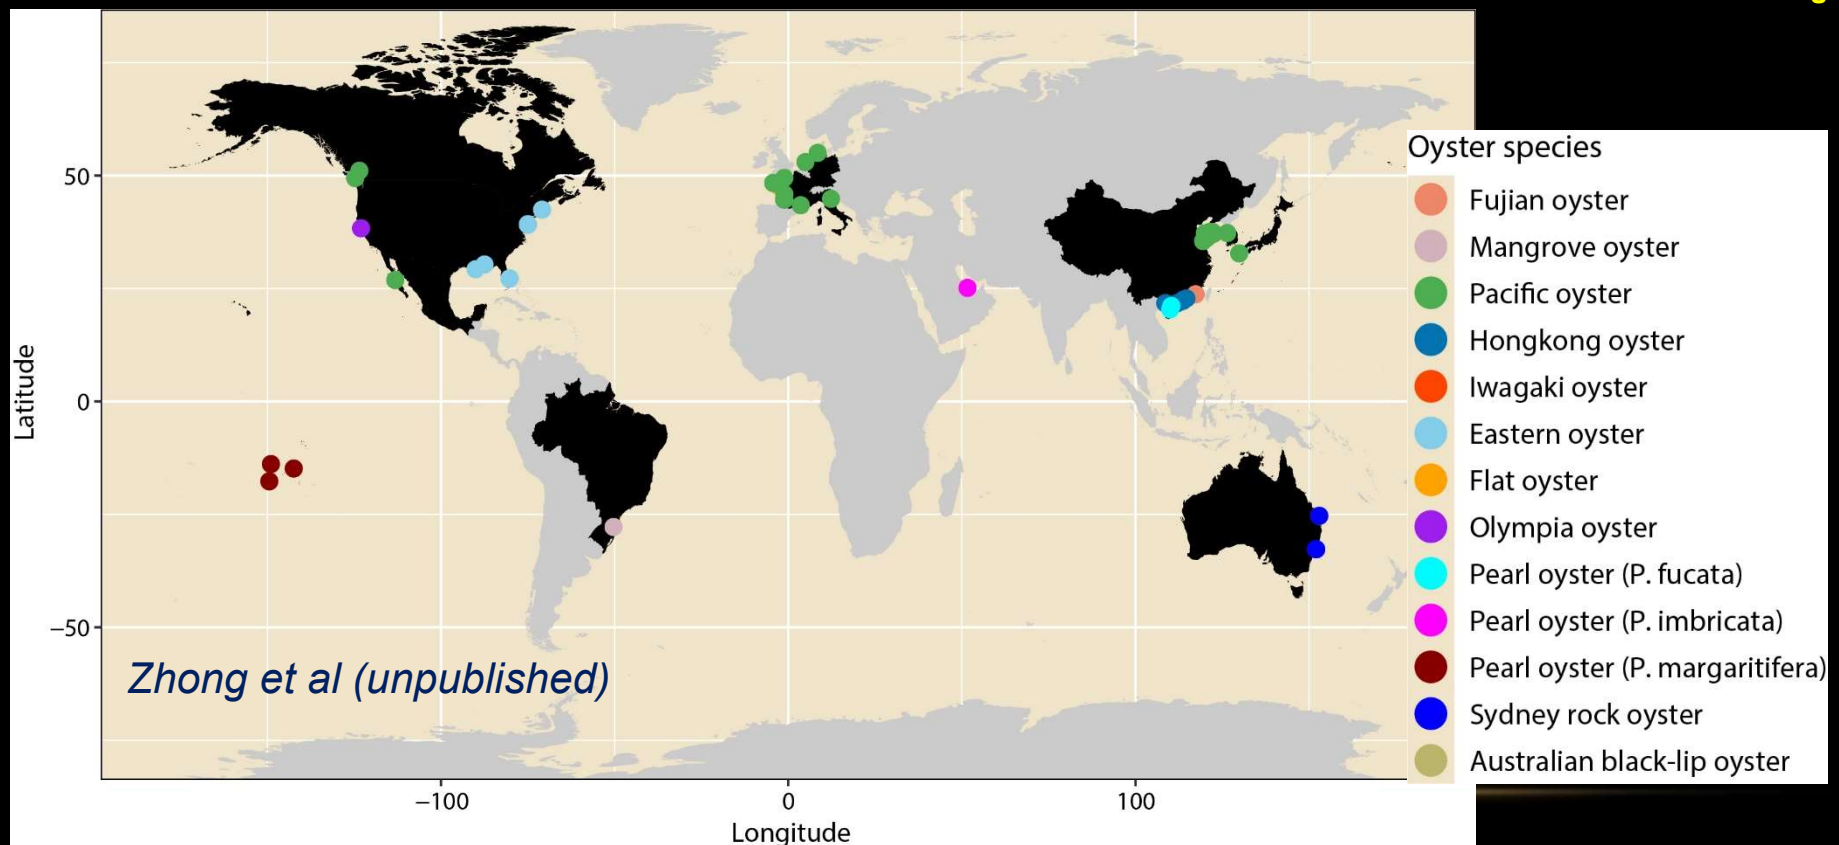 Oyster species
Fujian oyster
Mangrove oyster
Pacific oyster
Hongkong oyster
Iwagaki oyster
Eastern oyster
Flat oyster
Olympia oyster
Pearl oyster (P. fucata)
Pearl oyster (P. imbricata)
Pearl oyster (P. margaritifera)
Sydney rock oyster
Australian black-lip oyster
Latitude
50
0
−50
Zhong et al (unpublished)
−100
0
100
Longitude